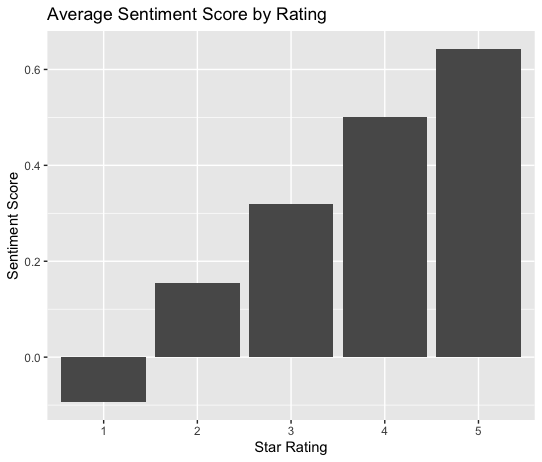 Average Sentiment Score by Rating
Sentiment Score
0.6
0.4
0.2
0.0
1 2 3 4 5
Star Rating